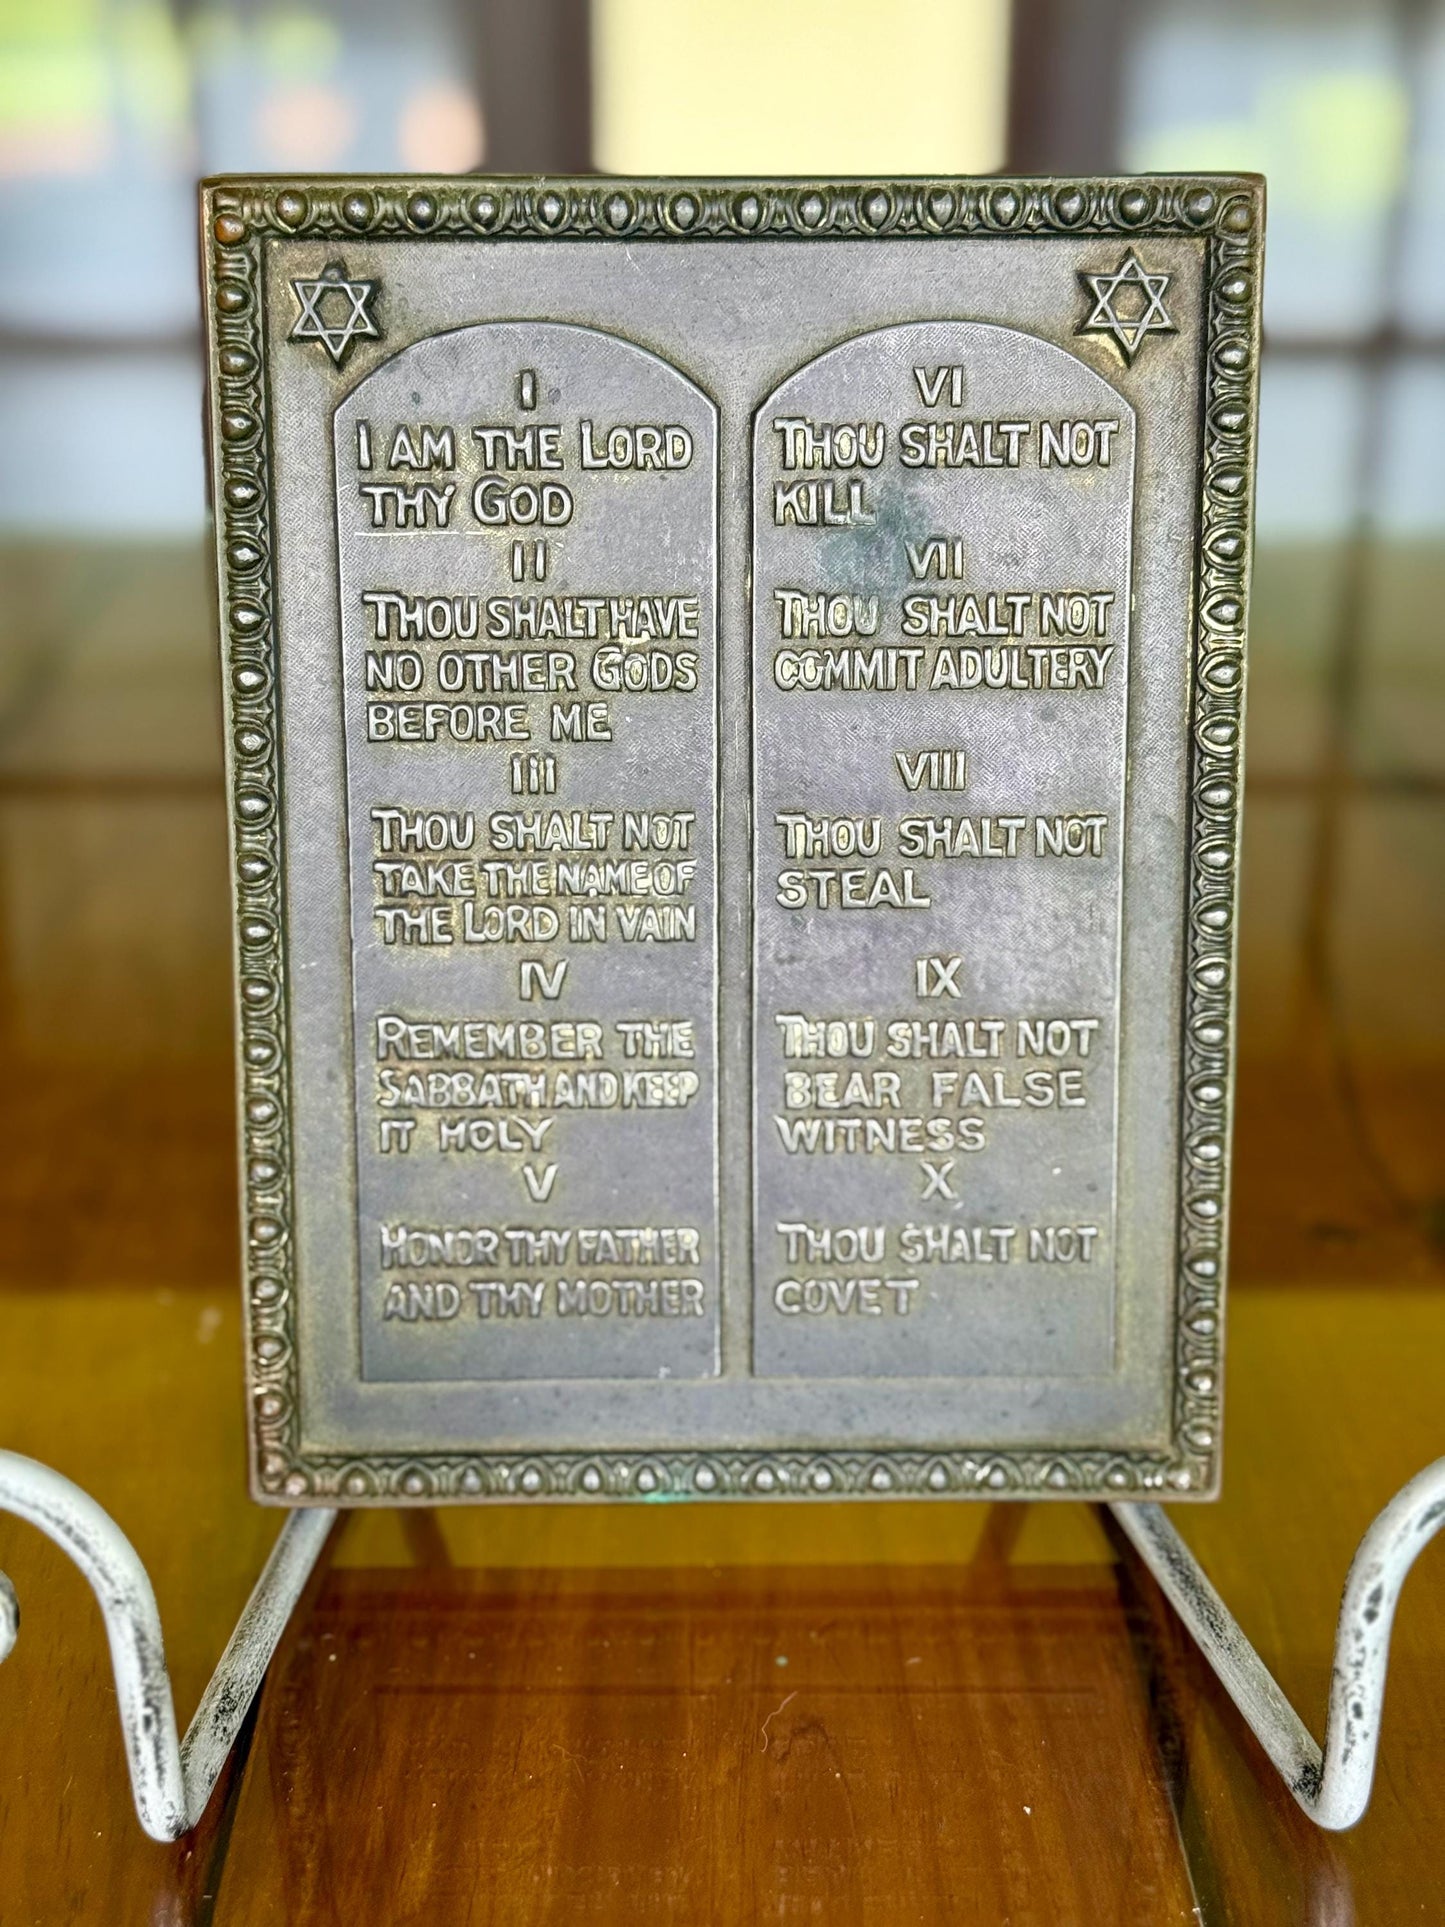 I
I AM THE LORD
THY GOD
II
THOU SHALT HAVE
NO OTHER GODS
BEFORE ME
III
THOU SHALT NOT
TAKE THE NAME OF
THE LORD IN VAIN
IV
REMEMBER THE
SABBATH AND KEEP
IT HOLY
V
HONOR THY FATHER
AND THY MOTHER
VI
THOU SHALT NOT
KILL
VII
THOU SHALT NOT
COMMIT ADULTERY
VIII
THOU SHALT NOT
STEAL
IX
THOU SHALT NOT
BEAR FALSE
WITNESS
X
THOU SHALT NOT
COVET